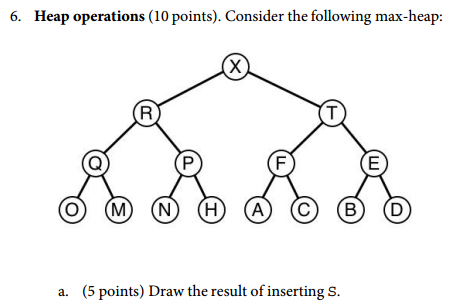 6. Heap operations (10 points). Consider the following max-heap:
X
R T
Q P F E
O M N H A C B D
a. (5 points) Draw the result of inserting S.